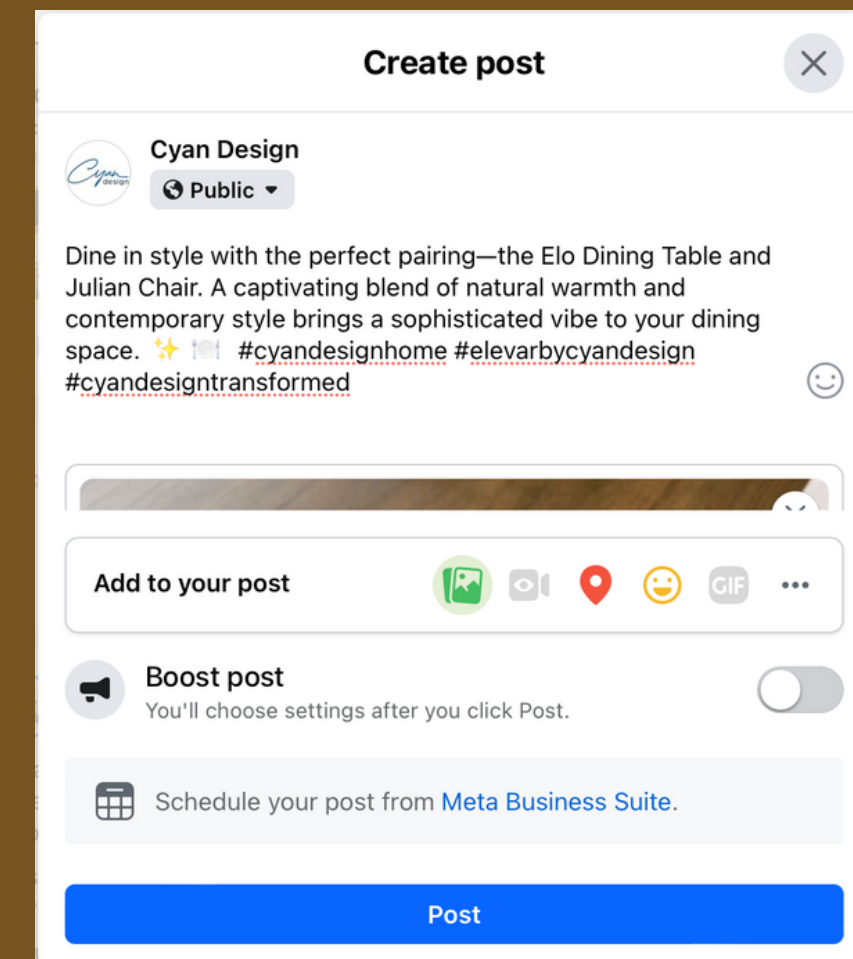 Create post
Cyan Design
Cyan
design
Public
Dine in style with the perfect pairing—the Elo Dining Table and
Julian Chair. A captivating blend of natural warmth and
contemporary style brings a sophisticated vibe to your dining
space. ✨ 🍽️ #cyandesignhome #elevarbycyandesign
#cyandesigntransformed
Add to your post
GIF
Boost post
You'll choose settings after you click Post.
Schedule your post from Meta Business Suite.
Post